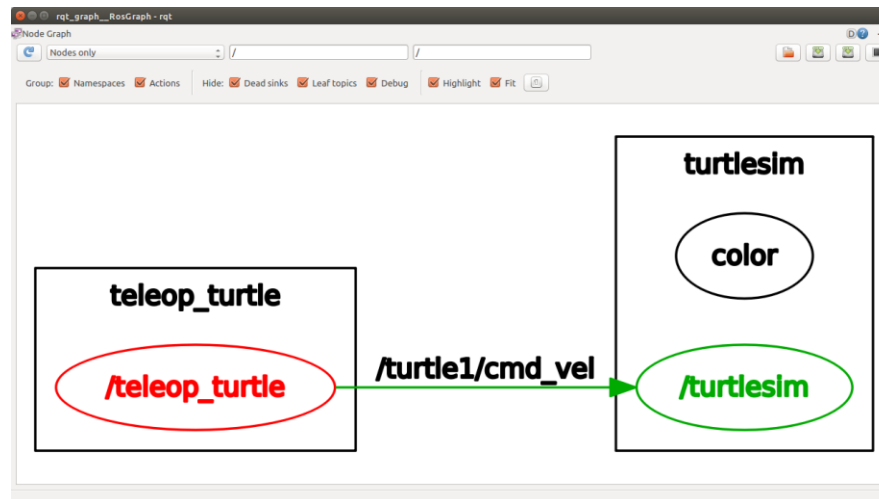 rqt_graph__RosGraph - rqt
Node Graph
D
Nodes only
/
/
Group: Namespaces Actions Hide: Dead sinks Leaf topics Debug Highlight Fit
turtlesim
color
teleop_turtle
/turtle1/cmd_vel
/teleop_turtle
/turtlesim